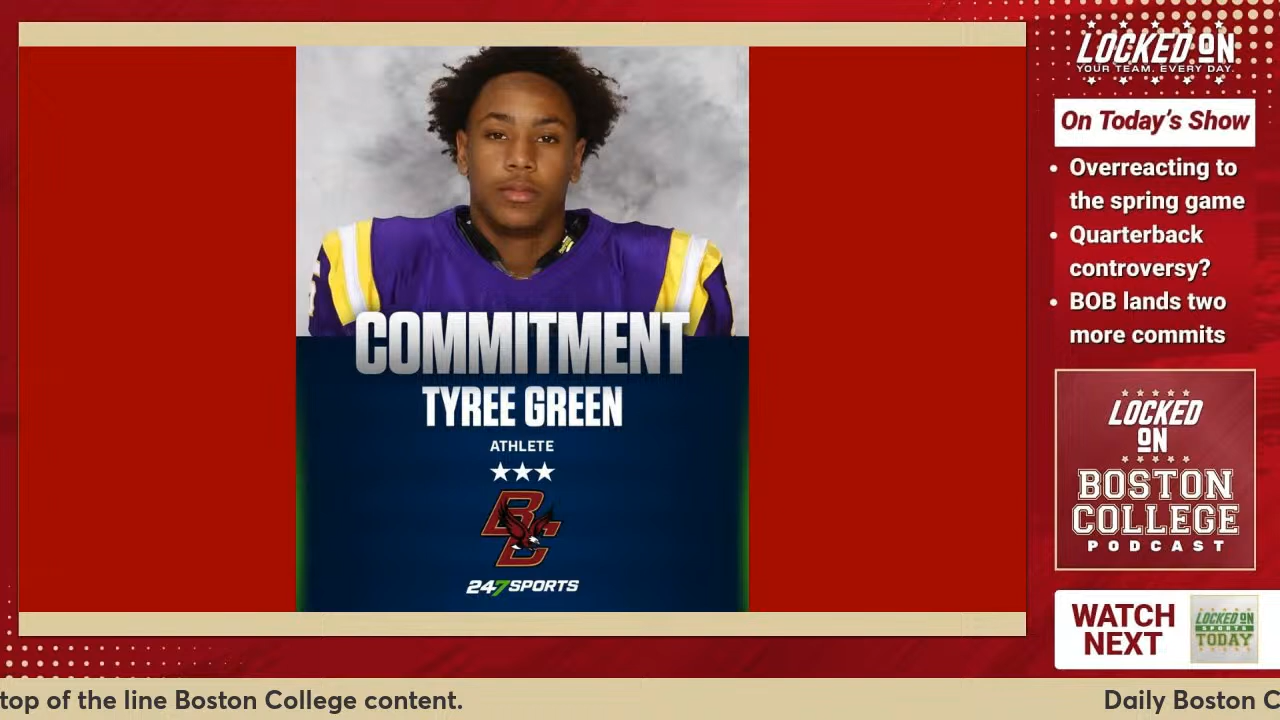 COMMITMENT
TYREE GREEN
ATHLETE
BC
247SPORTS
LOCKED ON
YOUR TEAM. EVERY DAY.
On Today's Show
• Overreacting to
the spring game
• Quarterback
controversy?
• BOB lands two
more commits
LOCKED
ON
BOSTON
COLLEGE
PODCAST
WATCH
NEXT
LOCKED ON
SPORTS
TODAY
top of the line Boston College content.
Daily Boston C